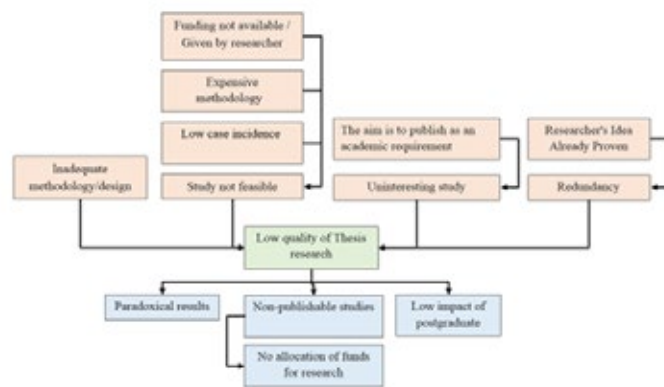 Funding not available /
Given by researcher
Expensive
methodology
Low case incidence
The aim is to publish as an
academic requirement
Researcher's Idea
Already Proven
Inadequate
methodology/design
Study not feasible
Uninteresting study
Redundancy
Low quality of Thesis
research
Paradoxical results
Non-publishable studies
Low impact of
postgraduate
No allocation of funds
for research